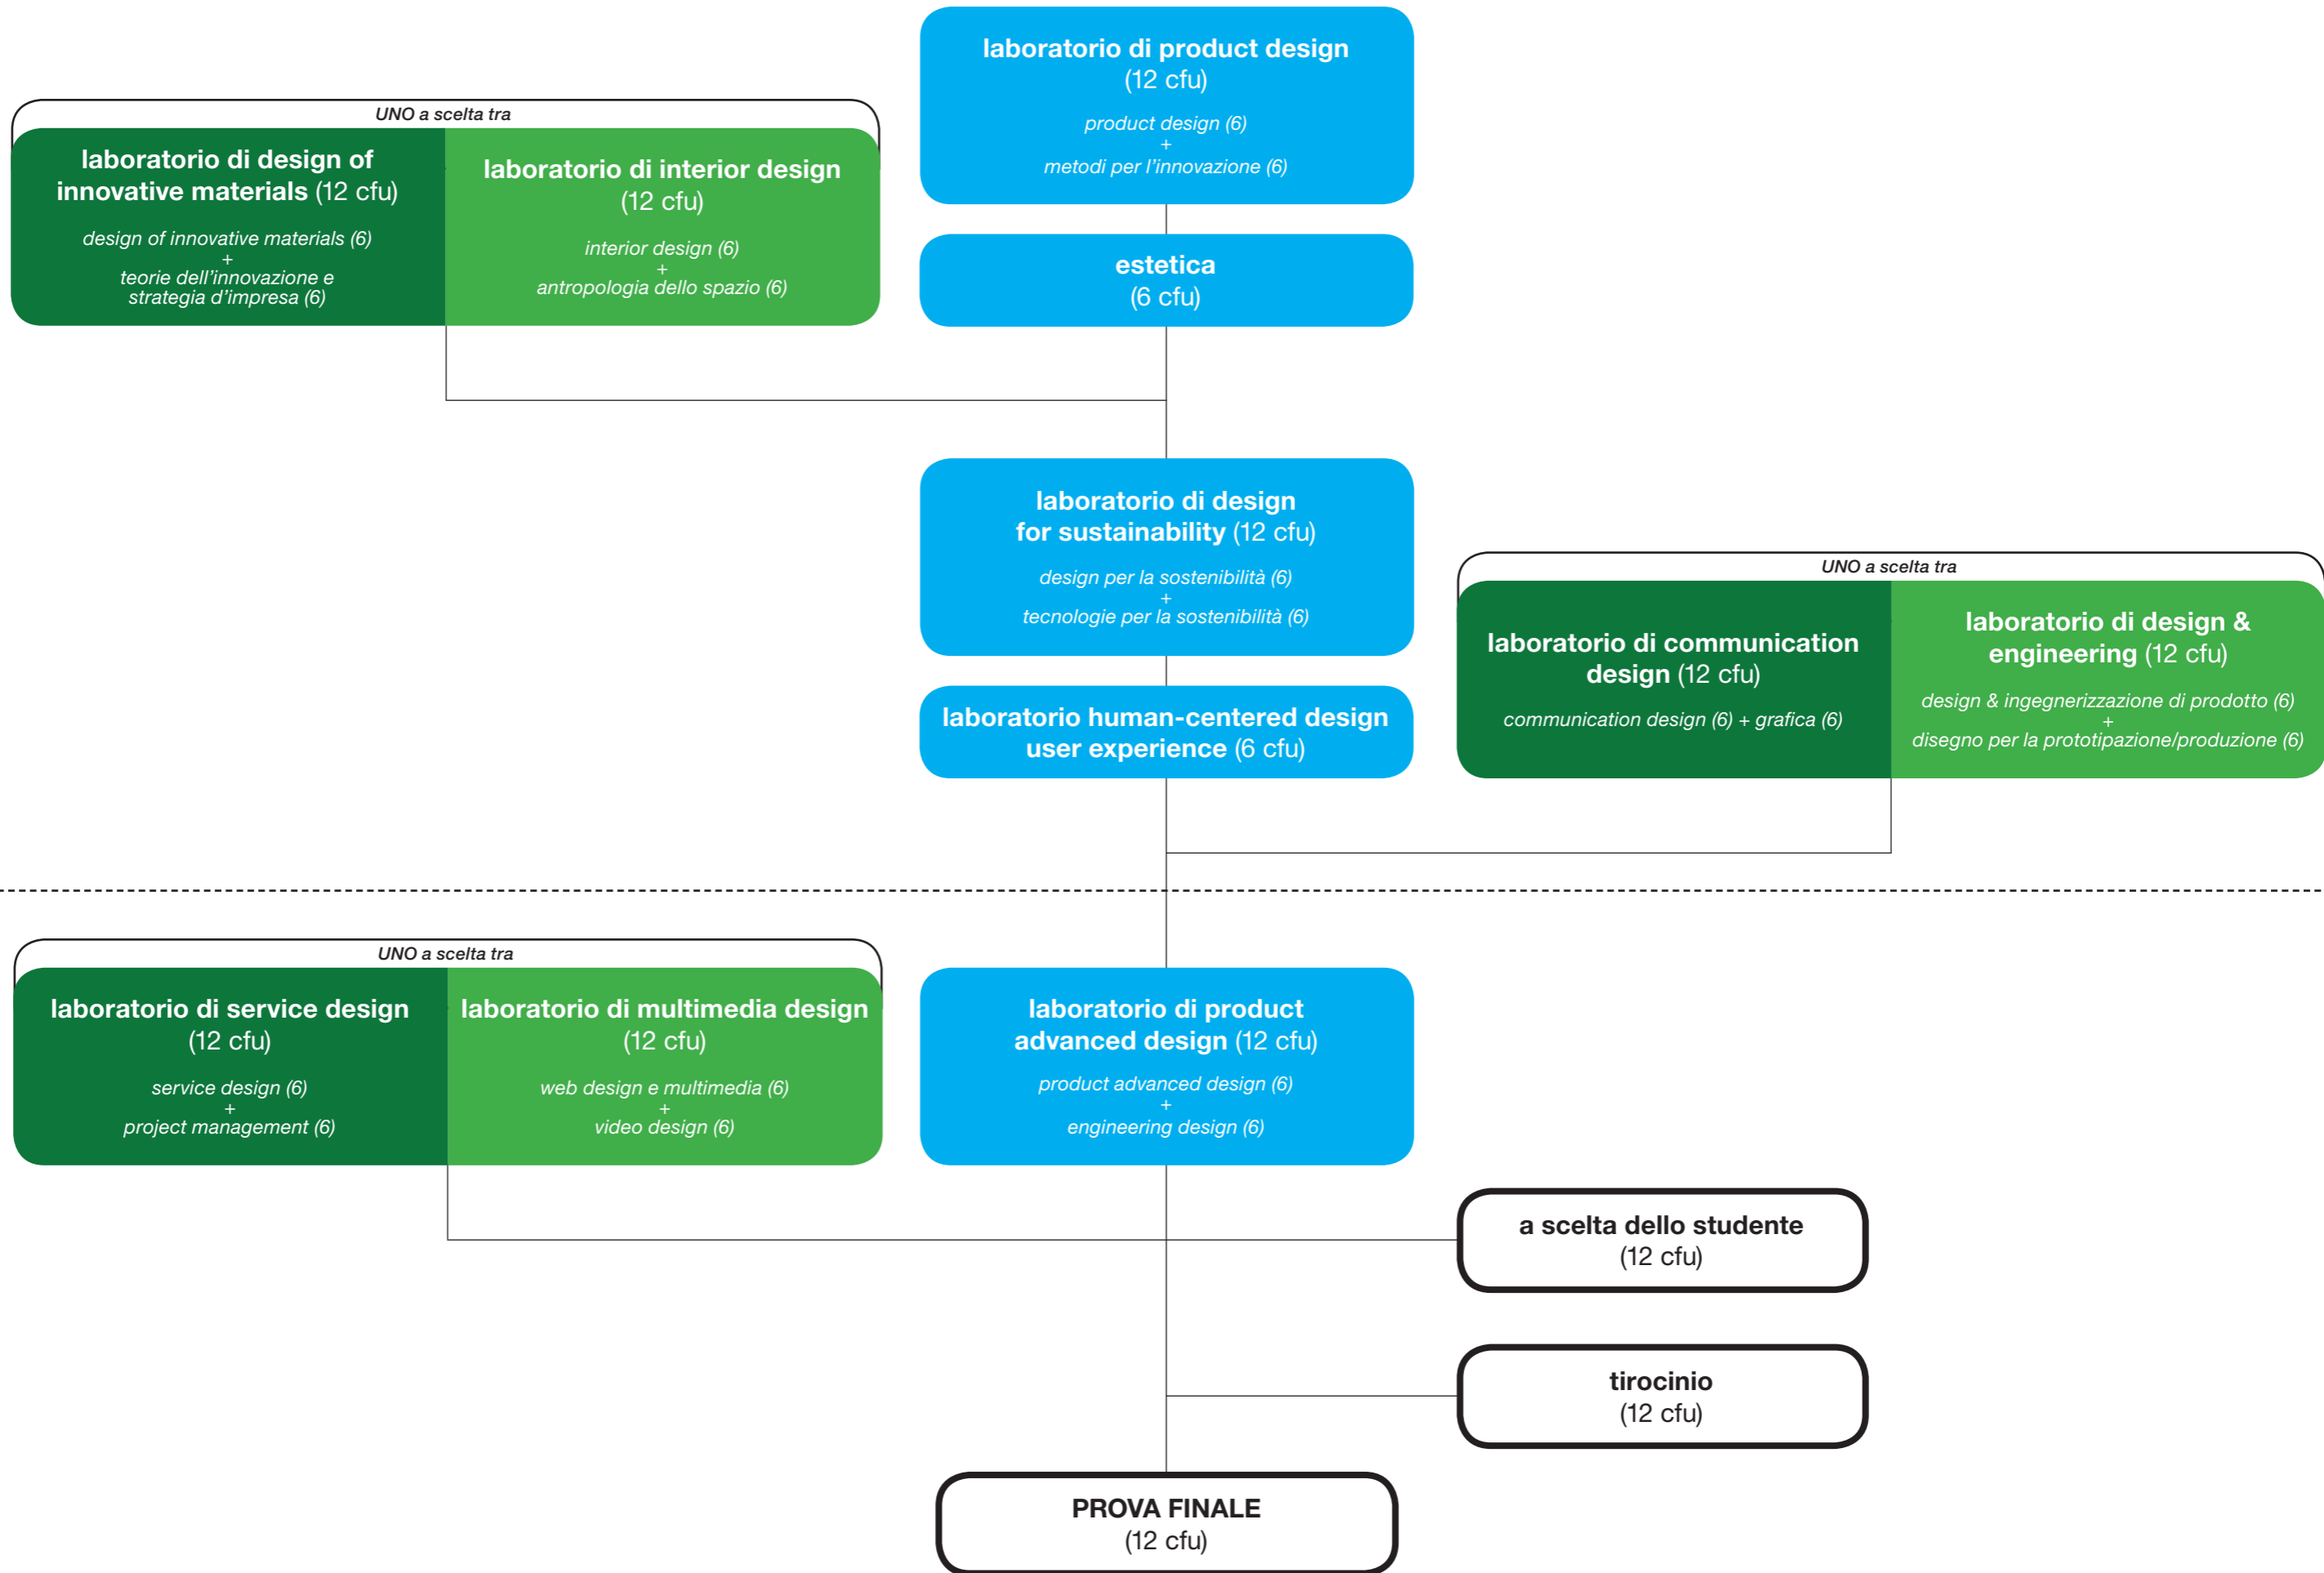 laboratorio di product design
(12 cfu)
product design (6)
+
metodi per l'innovazione (6)
UNO a scelta tra
laboratorio di design of
innovative materials (12 cfu)
design of innovative materials (6)
+
teorie dell'innovazione e
strategia d'impresa (6)
laboratorio di interior design
(12 cfu)
interior design (6)
+
antropologia dello spazio (6)
estetica
(6 cfu)
laboratorio di design
for sustainability (12 cfu)
design per la sostenibilità (6)
+
tecnologie per la sostenibilità (6)
laboratorio human-centered design
user experience (6 cfu)
UNO a scelta tra
laboratorio di communication
design (12 cfu)
communication design (6) + grafica (6)
laboratorio di design &
engineering (12 cfu)
design & ingegnerizzazione di prodotto (6)
+
disegno per la prototipazione/produzione (6)
UNO a scelta tra
laboratorio di service design
(12 cfu)
service design (6)
+
project management (6)
laboratorio di multimedia design
(12 cfu)
web design e multimedia (6)
+
video design (6)
laboratorio di product
advanced design (12 cfu)
product advanced design (6)
+
engineering design (6)
a scelta dello studente
(12 cfu)
tirocinio
(12 cfu)
PROVA FINALE
(12 cfu)